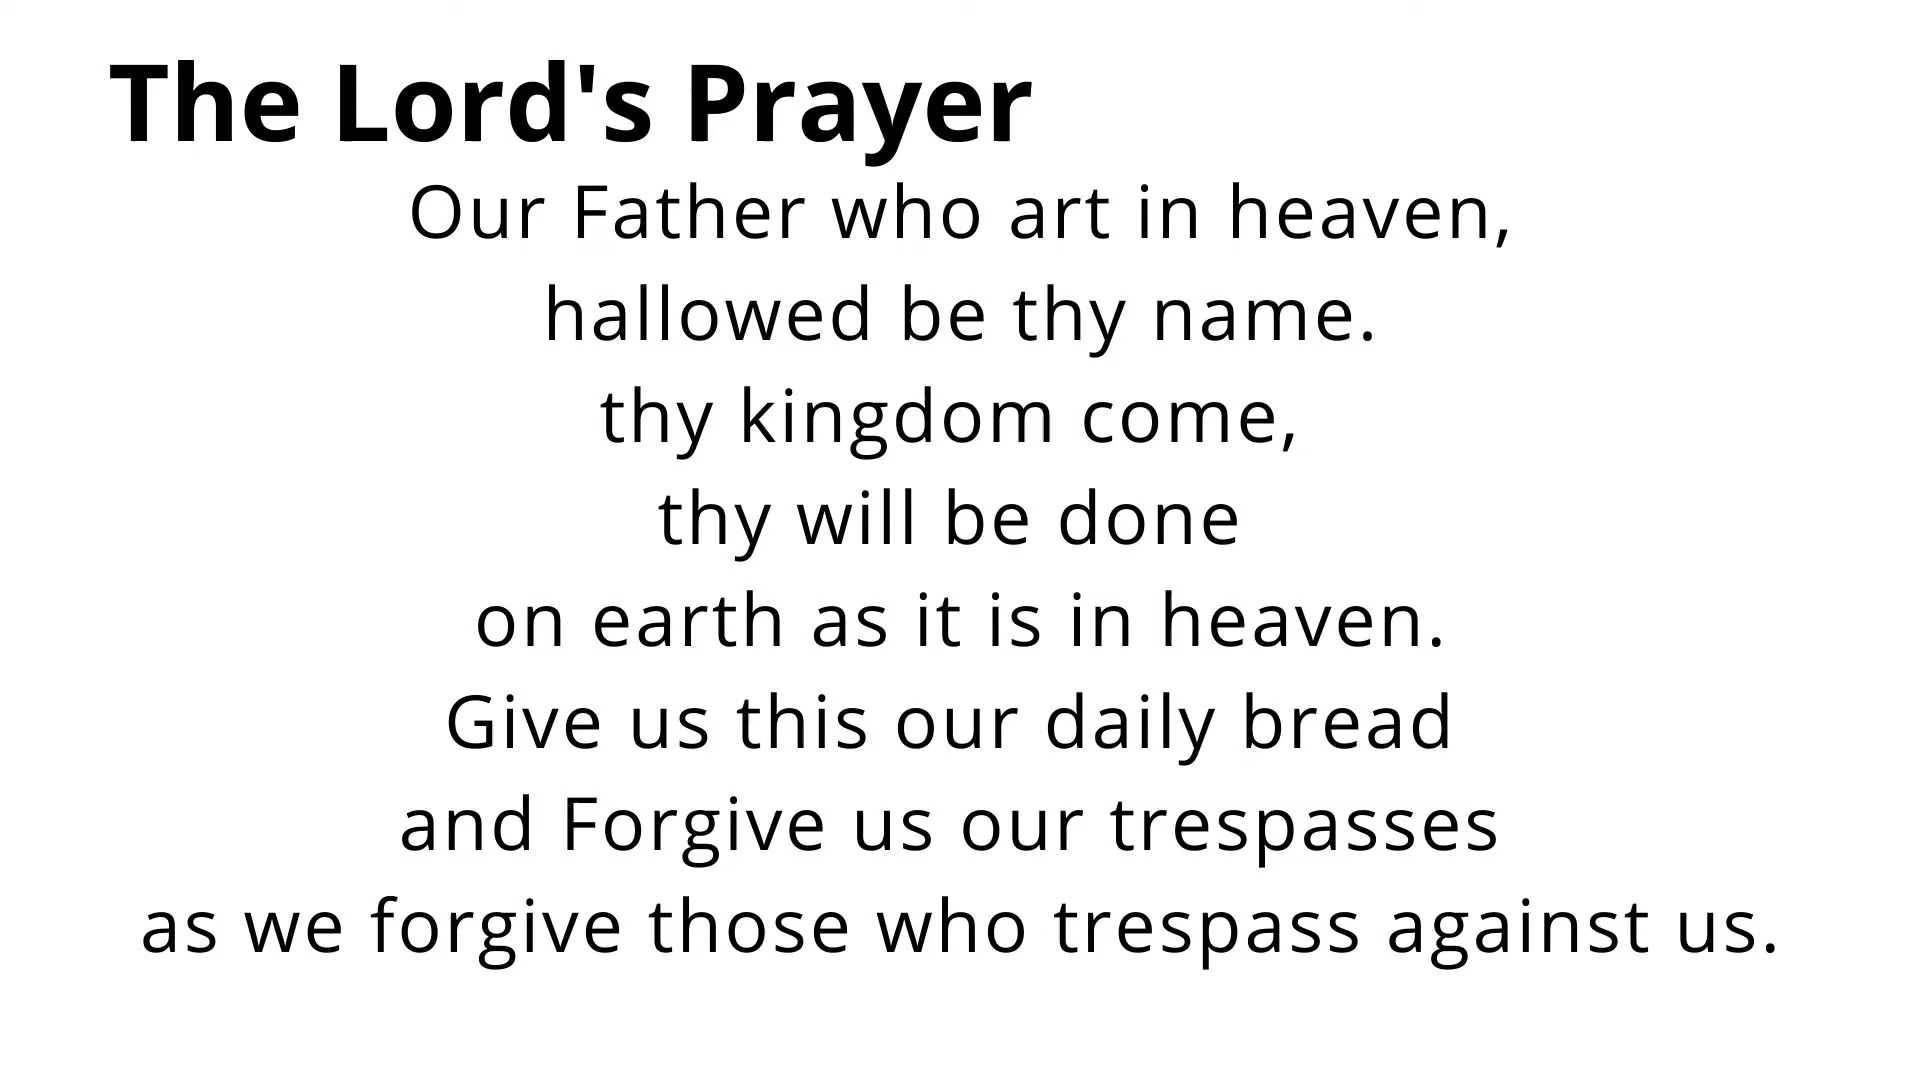 The Lord's Prayer
Our Father who art in heaven,
hallowed be thy name.
thy kingdom come,
thy will be done
on earth as it is in heaven.
Give us this our daily bread
and Forgive us our trespasses
as we forgive those who trespass against us.